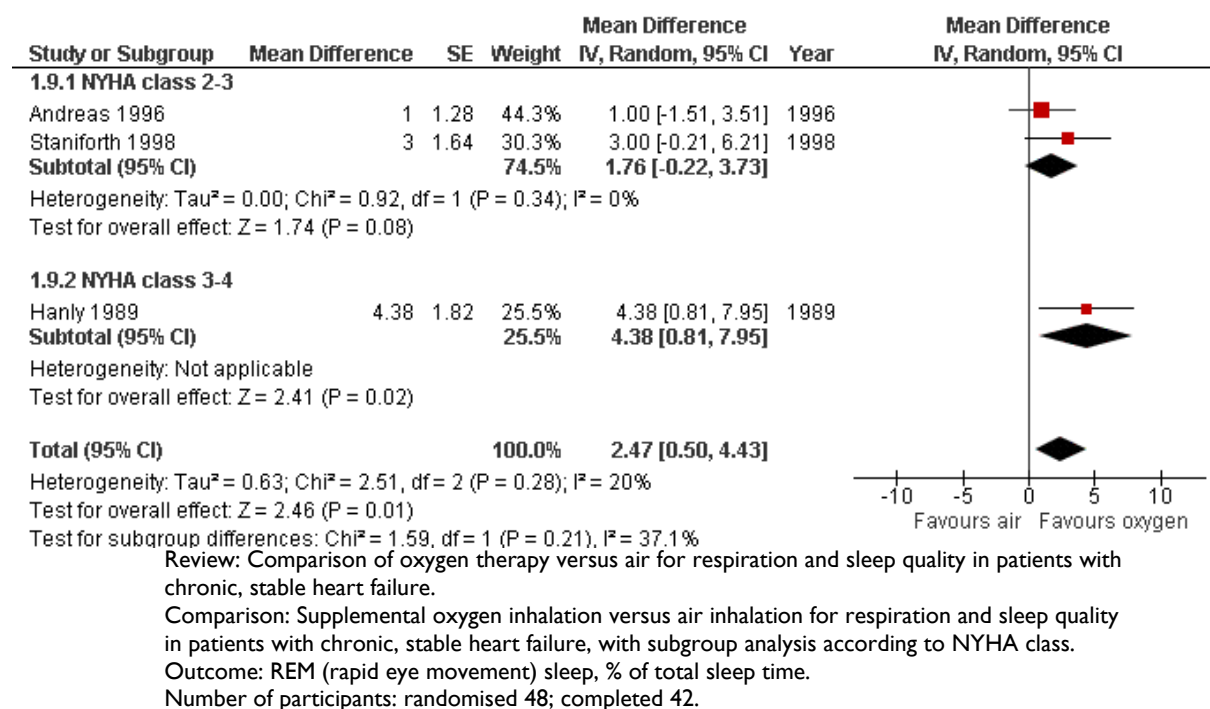 Mean Difference Mean Difference
Study or Subgroup Mean Difference SE Weight IV, Random, 95% CI Year IV, Random, 95% CI
1.9.1 NYHA class 2-3
Andreas 1996 1 1.28 44.3% 1.00 [-1.51, 3.51] 1996
Staniforth 1998 3 1.64 30.3% 3.00 [-0.21, 6.21] 1998
Subtotal (95% CI) 74.5% 1.76 [-0.22, 3.73]
Heterogeneity: Tau² = 0.00; Chi² = 0.92, df = 1 (P = 0.34); I² = 0%
Test for overall effect: Z = 1.74 (P = 0.08)
1.9.2 NYHA class 3-4
Hanly 1989 4.38 1.82 25.5% 4.38 [0.81, 7.95] 1989
Subtotal (95% CI) 25.5% 4.38 [0.81, 7.95]
Heterogeneity: Not applicable
Test for overall effect: Z = 2.41 (P = 0.02)
Total (95% CI) 100.0% 2.47 [0.50, 4.43]
Heterogeneity: Tau² = 0.63; Chi² = 2.51, df = 2 (P = 0.28); I² = 20%
Test for overall effect: Z = 2.46 (P = 0.01)
Test for subgroup differences: Chi² = 1.59, df = 1 (P = 0.21), I² = 37.1%
-10 -5 0 5 10
Favours air Favours oxygen
Review: Comparison of oxygen therapy versus air for respiration and sleep quality in patients with
chronic, stable heart failure.
Comparison: Supplemental oxygen inhalation versus air inhalation for respiration and sleep quality
in patients with chronic, stable heart failure, with subgroup analysis according to NYHA class.
Outcome: REM (rapid eye movement) sleep, % of total sleep time.
Number of participants: randomised 48; completed 42.